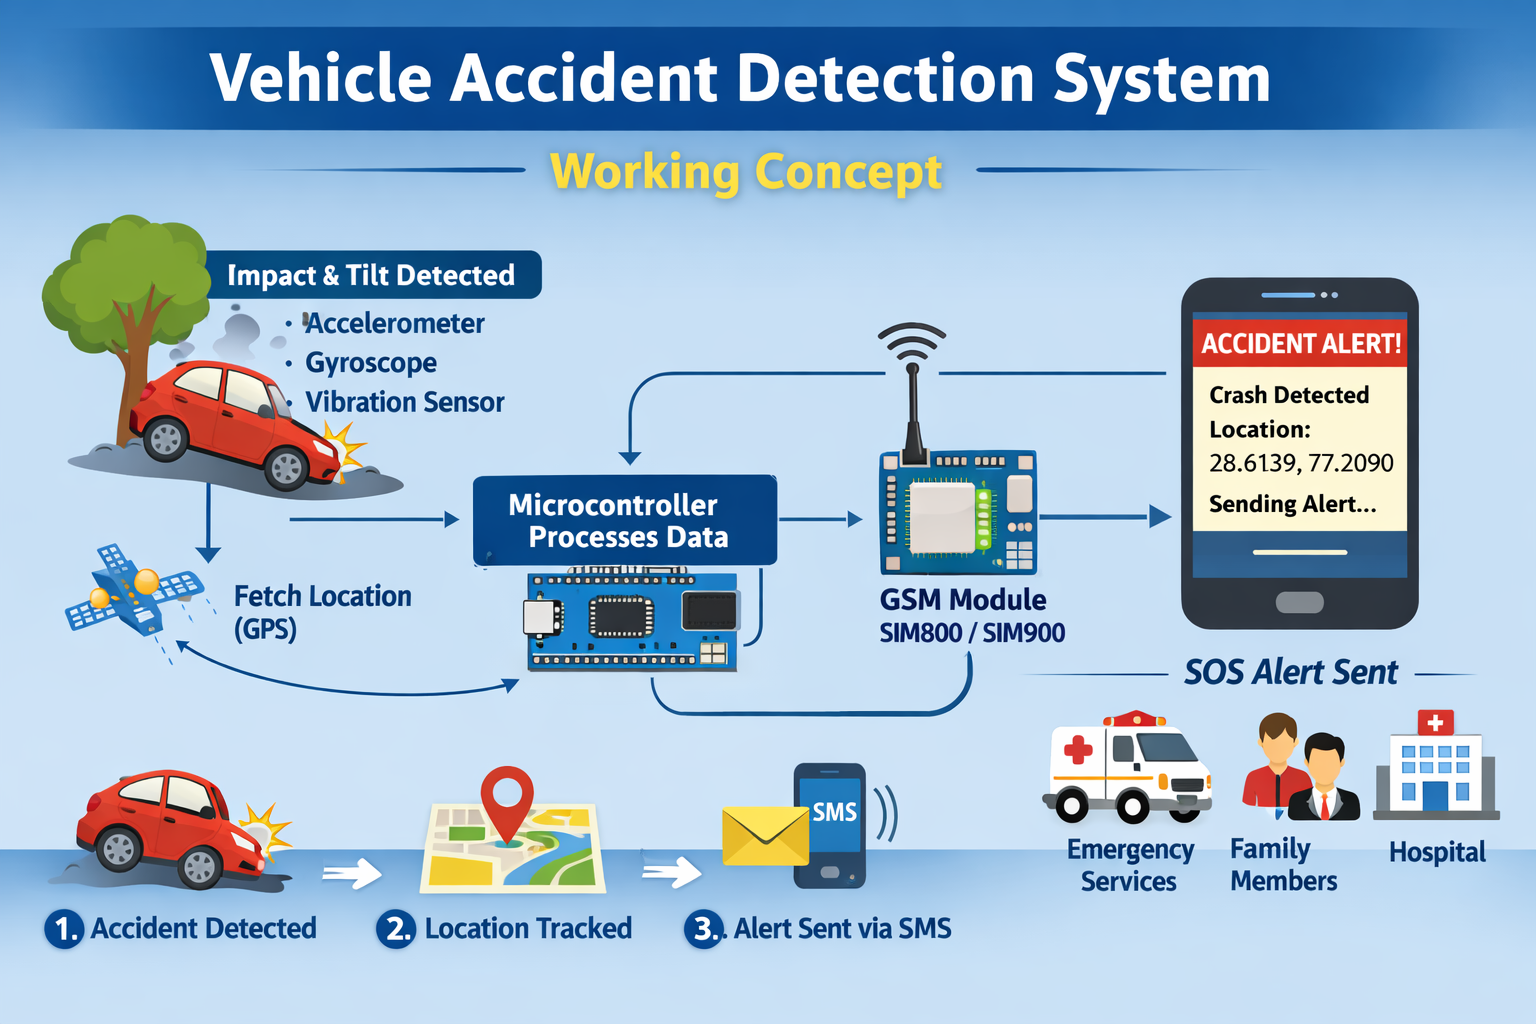 Vehicle Accident Detection System
Working Concept
Impact & Tilt Detected
• Accelerometer
• Gyroscope
• Vibration Sensor
Fetch Location
(GPS)
Microcontroller
Processes Data
GSM Module
SIM800 / SIM900
ACCIDENT ALERT!
Crash Detected
Location:
28.6139, 77.2090
Sending Alert...
SOS Alert Sent
Emergency
Services
Family
Members
Hospital
SMS
1. Accident Detected
2. Location Tracked
3.. Alert Sent via SMS